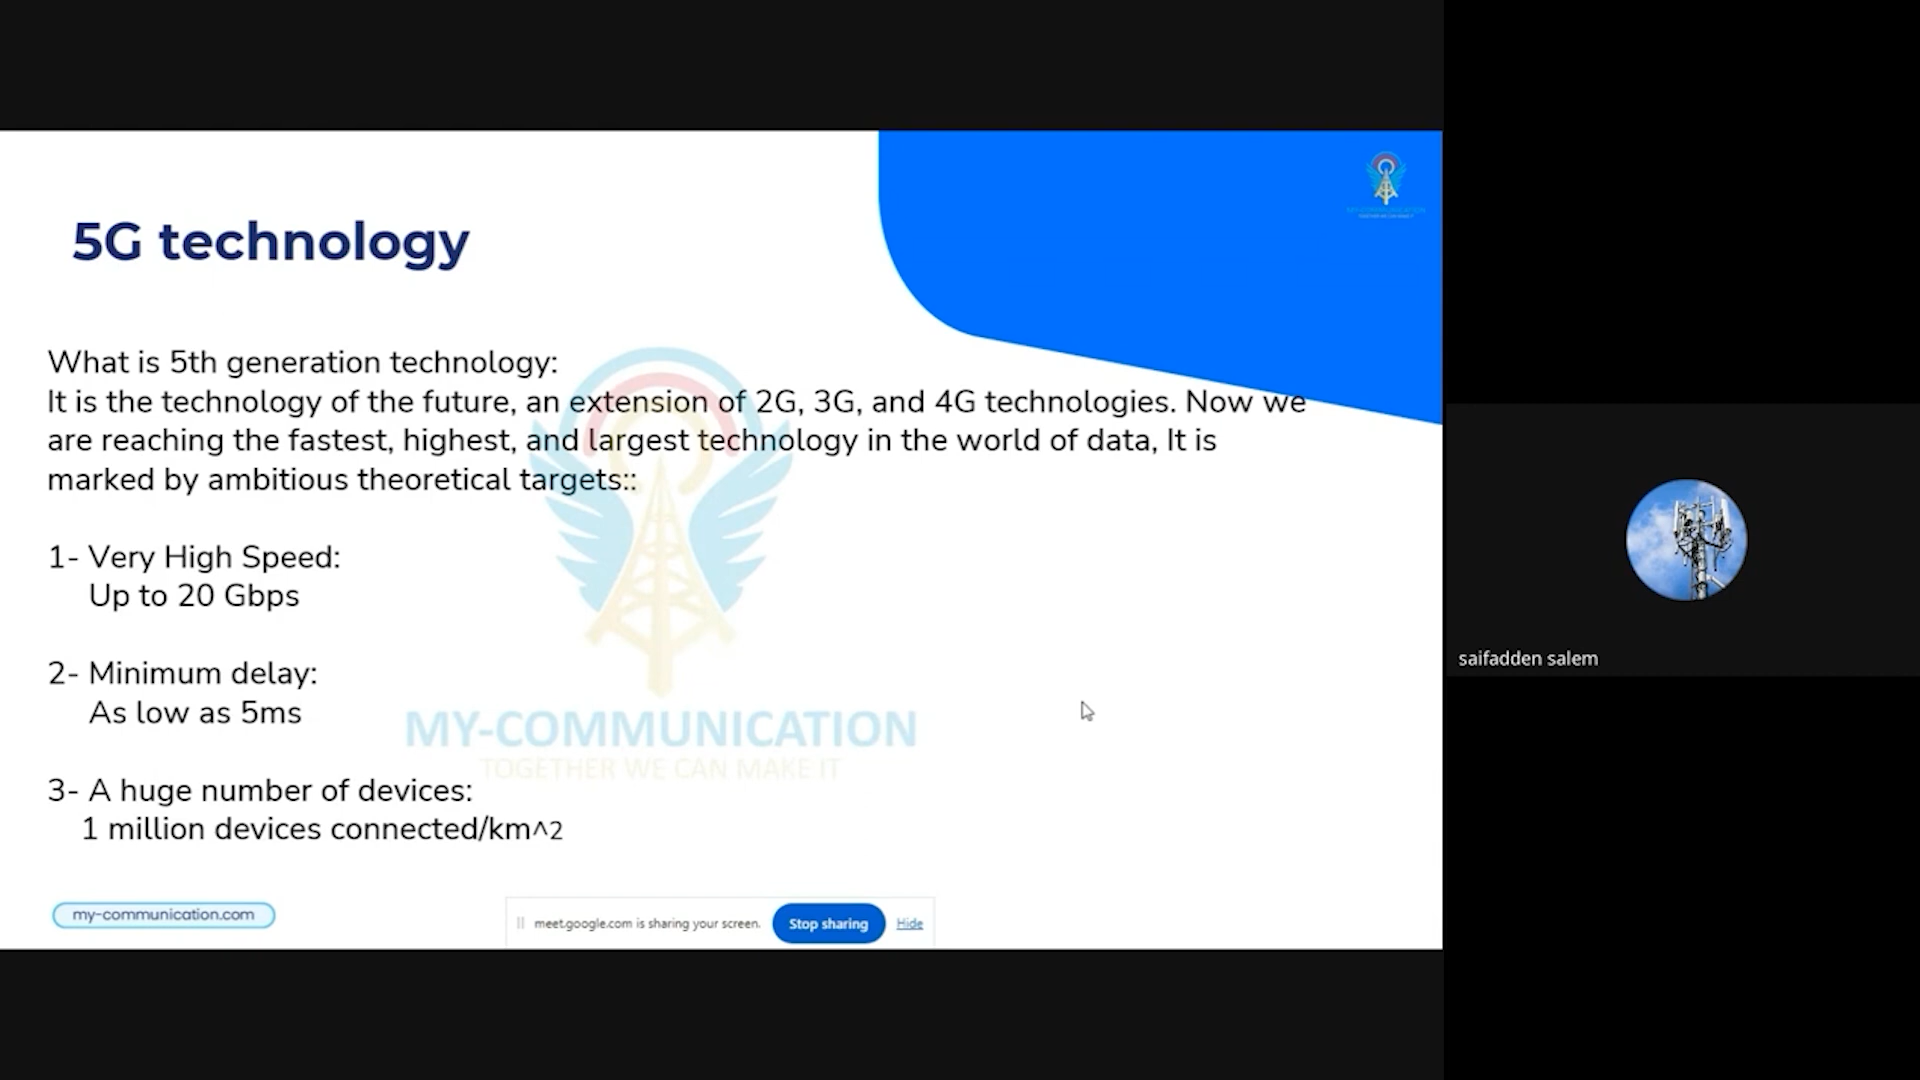 5G technology
What is 5th generation technology:
It is the technology of the future, an extension of 2G, 3G, and 4G technologies. Now we
are reaching the fastest, highest, and largest technology in the world of data, It is
marked by ambitious theoretical targets::
1- Very High Speed:
Up to 20 Gbps
2- Minimum delay:
As low as 5ms
MY-COMMUNICATION
TOGETHER WE CAN MAKE IT
3- A huge number of devices:
1 million devices connected/km^2
my-communication.com
meet.google.com is sharing your screen.
Stop sharing
Hide
saifadden salem